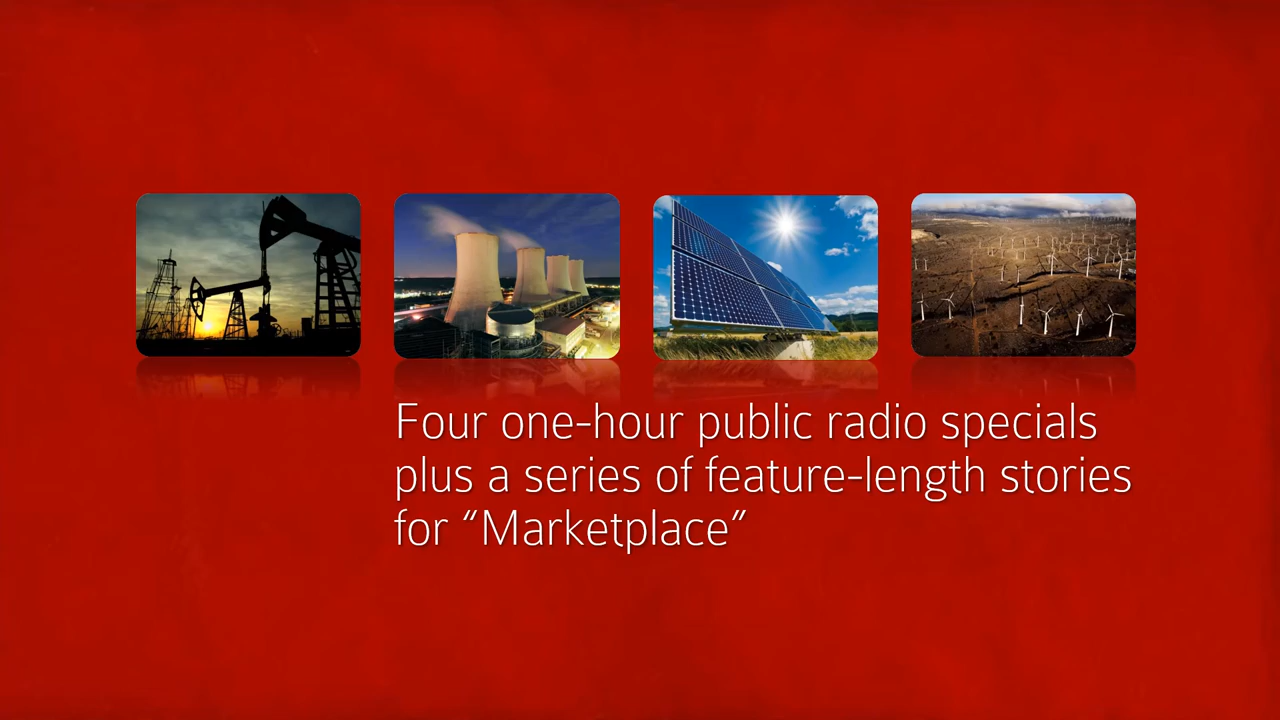 Four one-hour public radio specials
plus a series of feature-length stories
for “Marketplace”